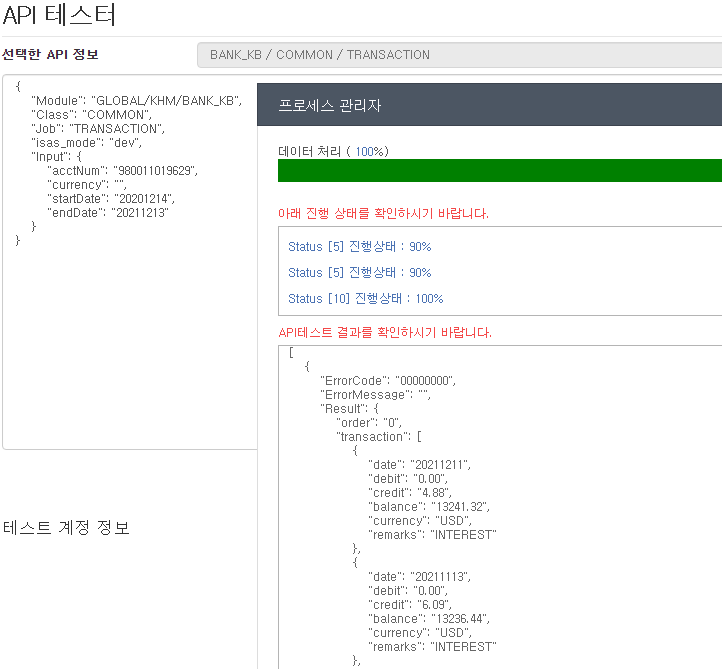 API 테스터
선택한 API 정보
BANK_KB / COMMON / TRANSACTION
{
"Module": "GLOBAL/KHM/BANK_KB",
"Class": "COMMON",
"Job": "TRANSACTION",
"isas_mode": "dev",
"Input": {
"acctNum": "980011019629",
"currency": "",
"startDate": "20201214",
"endDate": "20211213"
}
}
프로세스 관리자
데이터 처리 ( 100%)
아래 진행 상태를 확인하시기 바랍니다.
Status [5] 진행상태 : 90%
Status [5] 진행상태 : 90%
Status [10] 진행상태 : 100%
API테스트 결과를 확인하시기 바랍니다.
[
{
"ErrorCode": "00000000",
"ErrorMessage": "",
"Result": {
"order": "0",
"transaction": [
{
"date": "20211211",
"debit": "0.00",
"credit": "4.88",
"balance": "13241.32",
"currency": "USD",
"remarks": "INTEREST"
},
{
"date": "20211113",
"debit": "0.00",
"credit": "6.09",
"balance": "13236.44",
"currency": "USD",
"remarks": "INTEREST"
},
테스트 계정 정보